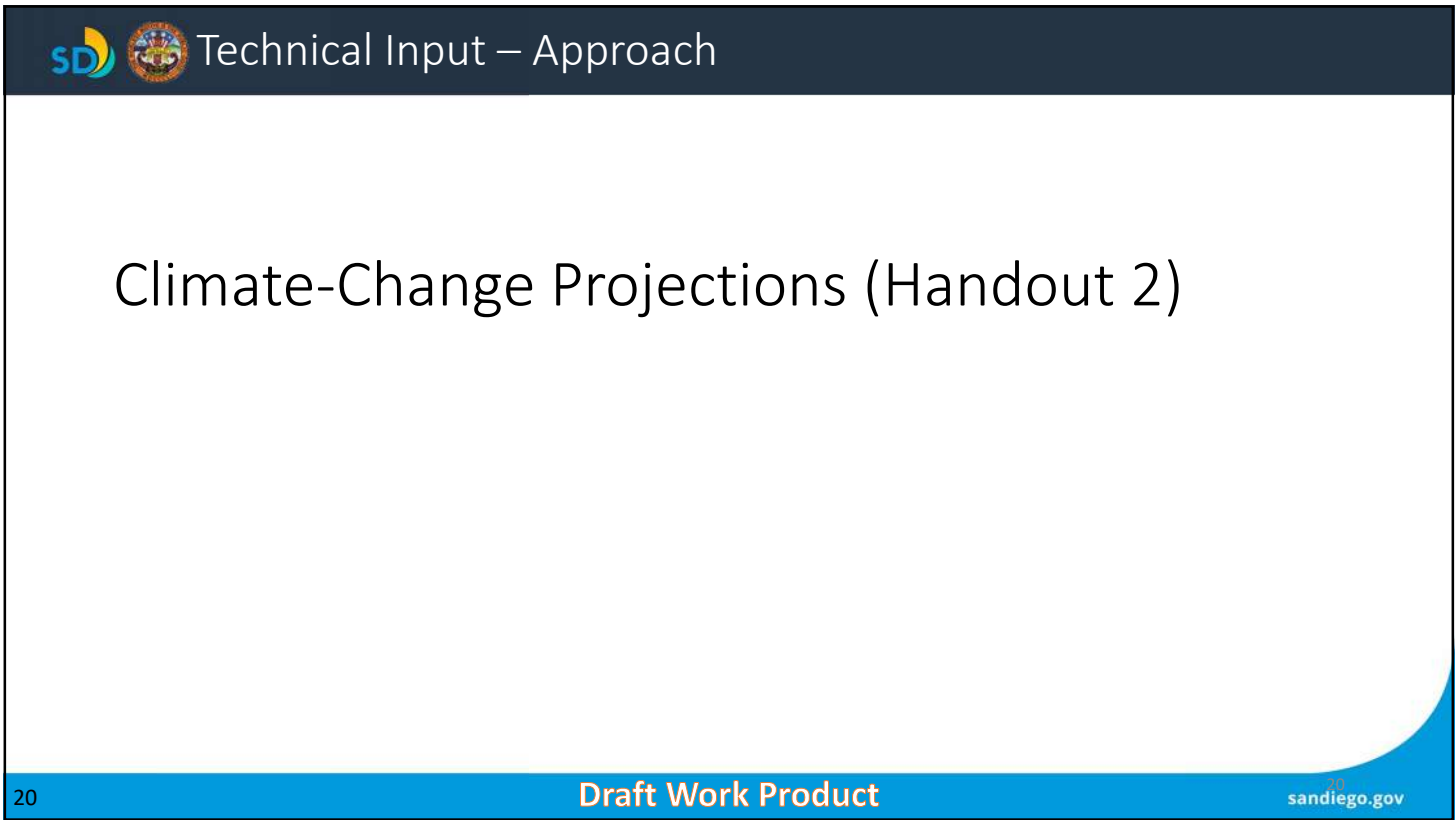 SD
Technical Input – Approach
Climate-Change Projections (Handout 2)
20
Draft Work Product
20
sandiego.gov